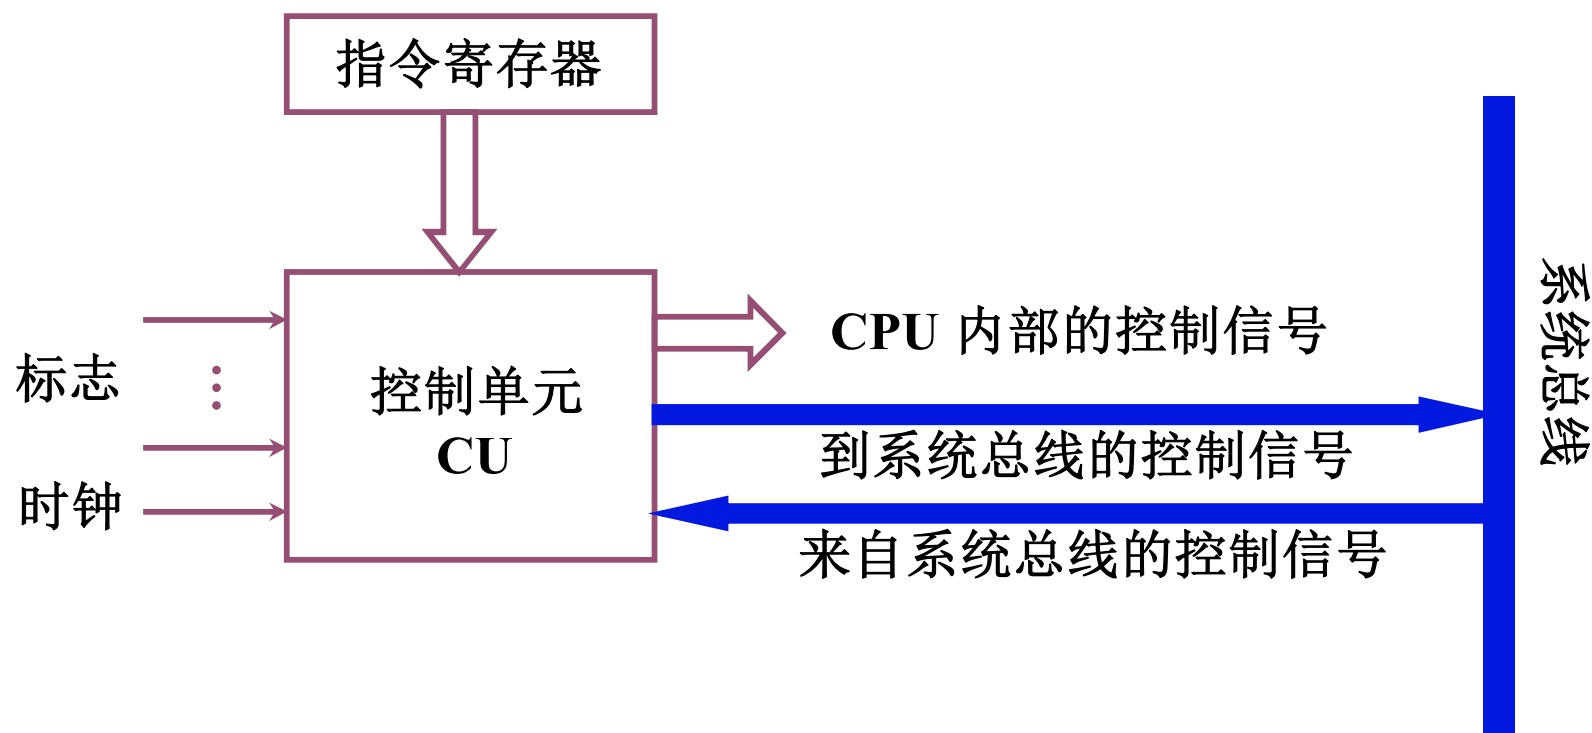 指令寄存器
CPU 内部的控制信号
标志
控制单元
CU
到系统总线的控制信号
时钟
来自系统总线的控制信号
系统总线